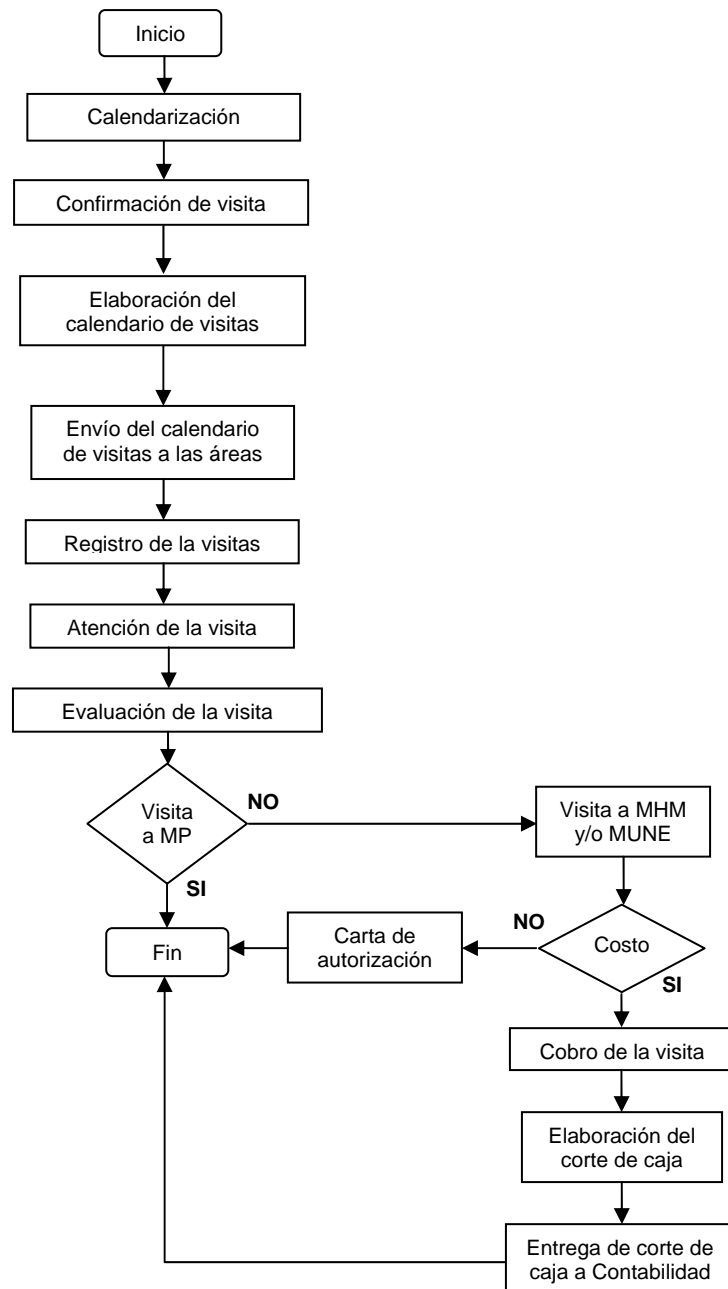 Inicio
Calendarización
Confirmación de visita
Elaboración del
calendario de visitas
Envío del calendario
de visitas a las áreas
Registro de la visitas
Atención de la visita
Evaluación de la visita
Visita
a MP
NO
SI
Visita a MHM
y/o MUNE
Costo
NO
SI
Carta de
autorización
Fin
Cobro de la visita
Elaboración del
corte de caja
Entrega de corte de
caja a Contabilidad